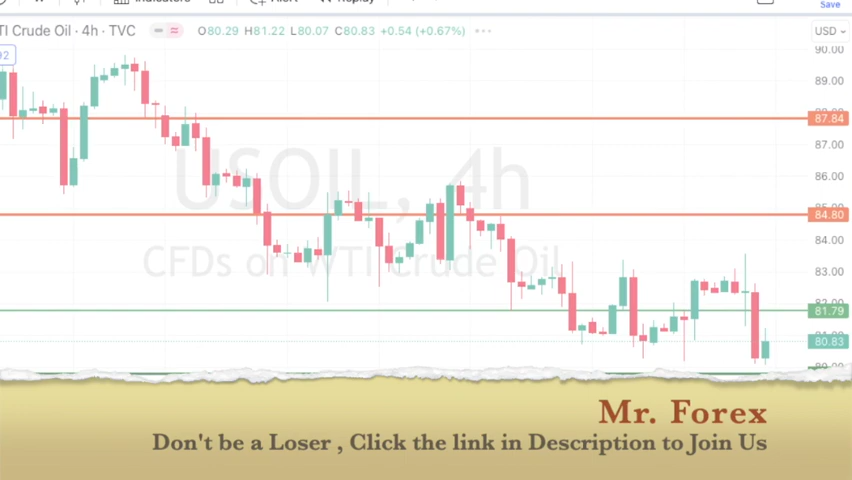 TI Crude Oil · 4h · TVC
O80.29 H81.22 L80.07 C80.83 +0.54 (+0.67%)
Save
USD
92
90.00
89.00
87.84
87.00
86.00
84.80
84.00
83.00
82.00
81.79
80.83
USOIL, 4h
CFDs on WTI Crude Oil
Mr. Forex
Don't be a Loser , Click the link in Description to Join Us